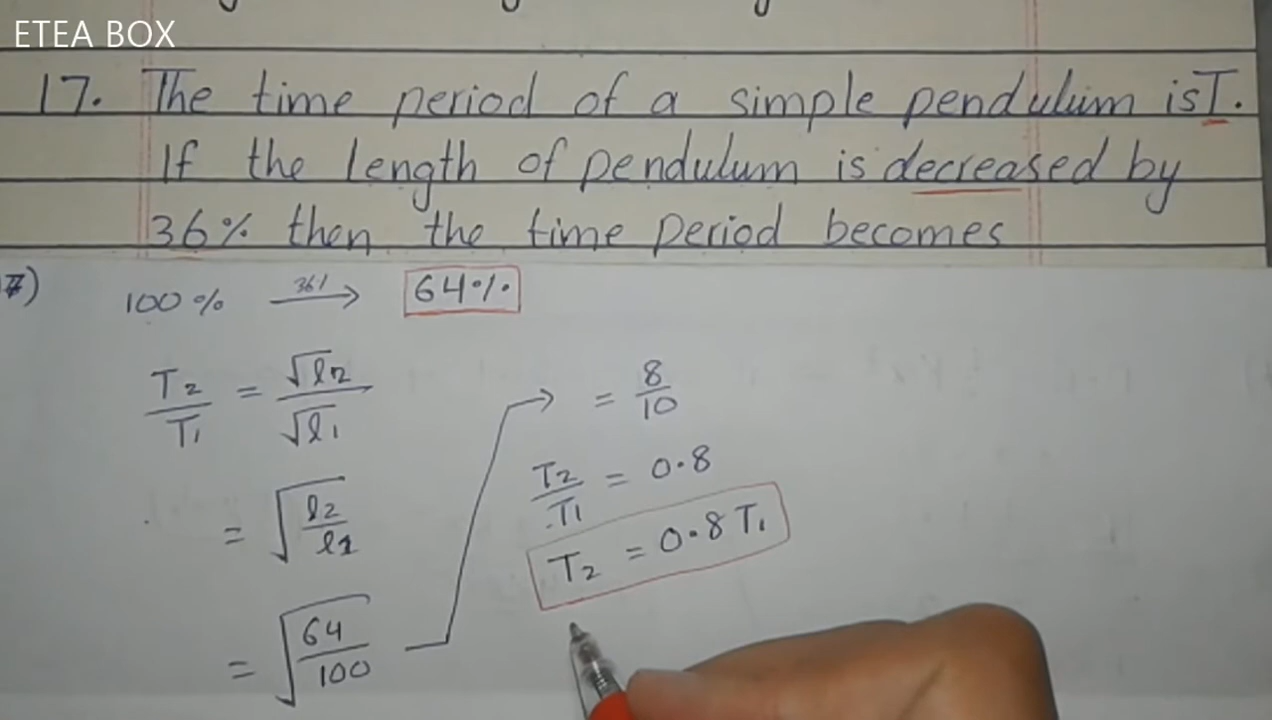 ETEA BOX
17. The time period of a simple pendulum is T.
If the length of pendulum is decreased by
36% then the time period becomes
100% 36% → 64%
T₂/T₁ = √l₂/√l₁
= √(l₂/l₁)
= √(64/100) → = 8/10
T₂/T₁ = 0.8
T₂ = 0.8 T₁